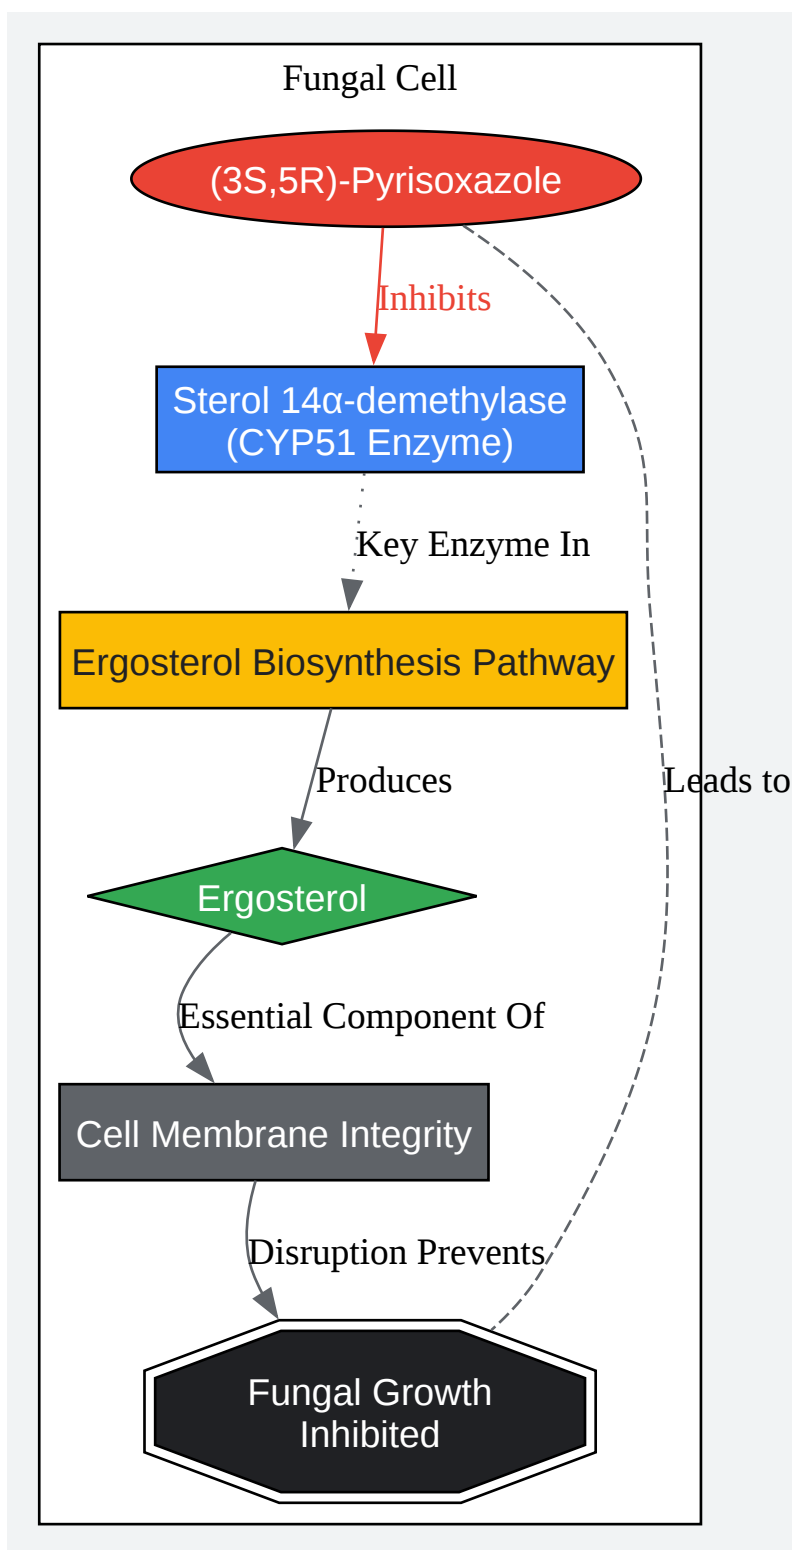 Fungal Cell
(3S,5R)-Pyrisoxazole
Inhibits
Sterol 14α-demethylase
(CYP51 Enzyme)
Key Enzyme In
Ergosterol Biosynthesis Pathway
Produces
Leads to
Ergosterol
Essential Component Of
Cell Membrane Integrity
Disruption Prevents
Fungal Growth
Inhibited